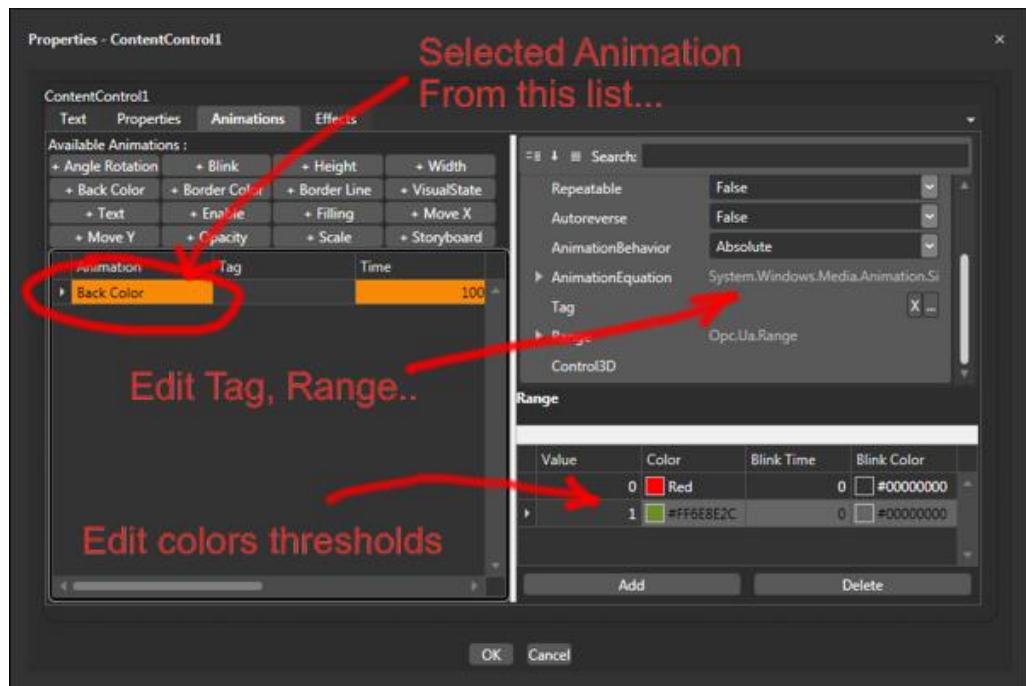 Properties - ContentControl1
Selected Animation
From this list...
ContentControl1
Text Properties Animations Effects
Available Animations :
+ Angle Rotation + Blink + Height + Width
+ Back Color + Border Color + Border Line + VisualState
+ Text + Enable + Filling + Move X
+ Move Y + Opacity + Scale + Storyboard
Animation Tag Time
Back Color 100
Search:
Repeatable False
Autoreverse False
AnimationBehavior Absolute
AnimationEquation System.Windows.Media.Animation.Si
Tag X ...
Range Opc.Ua.Range
Control3D
Edit Tag, Range..
Range
Value Color Blink Time Blink Color
0 Red 0 #00000000
1 #FF6E8E2C 0 #00000000
Edit colors thresholds
Add Delete
OK Cancel